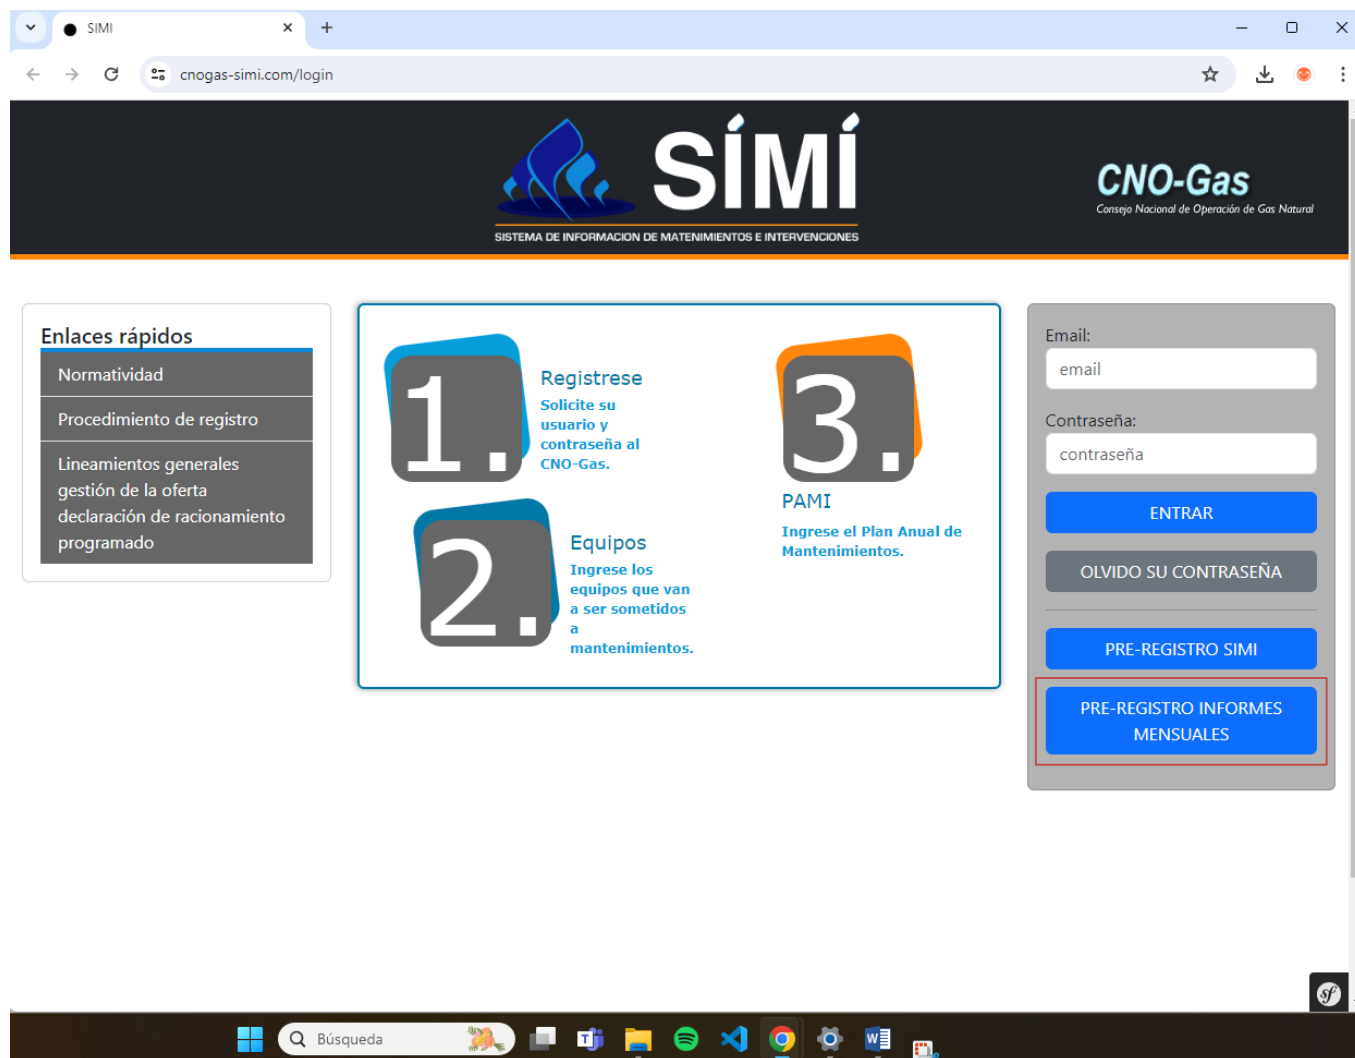 SIMI
cnogas-simi.com/login
SÍMÍ
SISTEMA DE INFORMACION DE MATENIMIENTOS E INTERVENCIONES
CNO-Gas
Consejo Nacional de Operación de Gas Natural
Enlaces rápidos
Normatividad
Procedimiento de registro
Lineamientos generales
gestión de la oferta
declaración de racionamiento
programado
1.
Registrese
Solicite su
usuario y
contraseña al
CNO-Gas.
2.
Equipos
Ingrese los
equipos que van
a ser sometidos
a
mantenimientos.
3.
PAMI
Ingrese el Plan Anual de
Mantenimientos.
Email:
email
Contraseña:
contraseña
ENTRAR
OLVIDO SU CONTRASEÑA
PRE-REGISTRO SIMI
PRE-REGISTRO INFORMES
MENSUALES
sf
Búsqueda